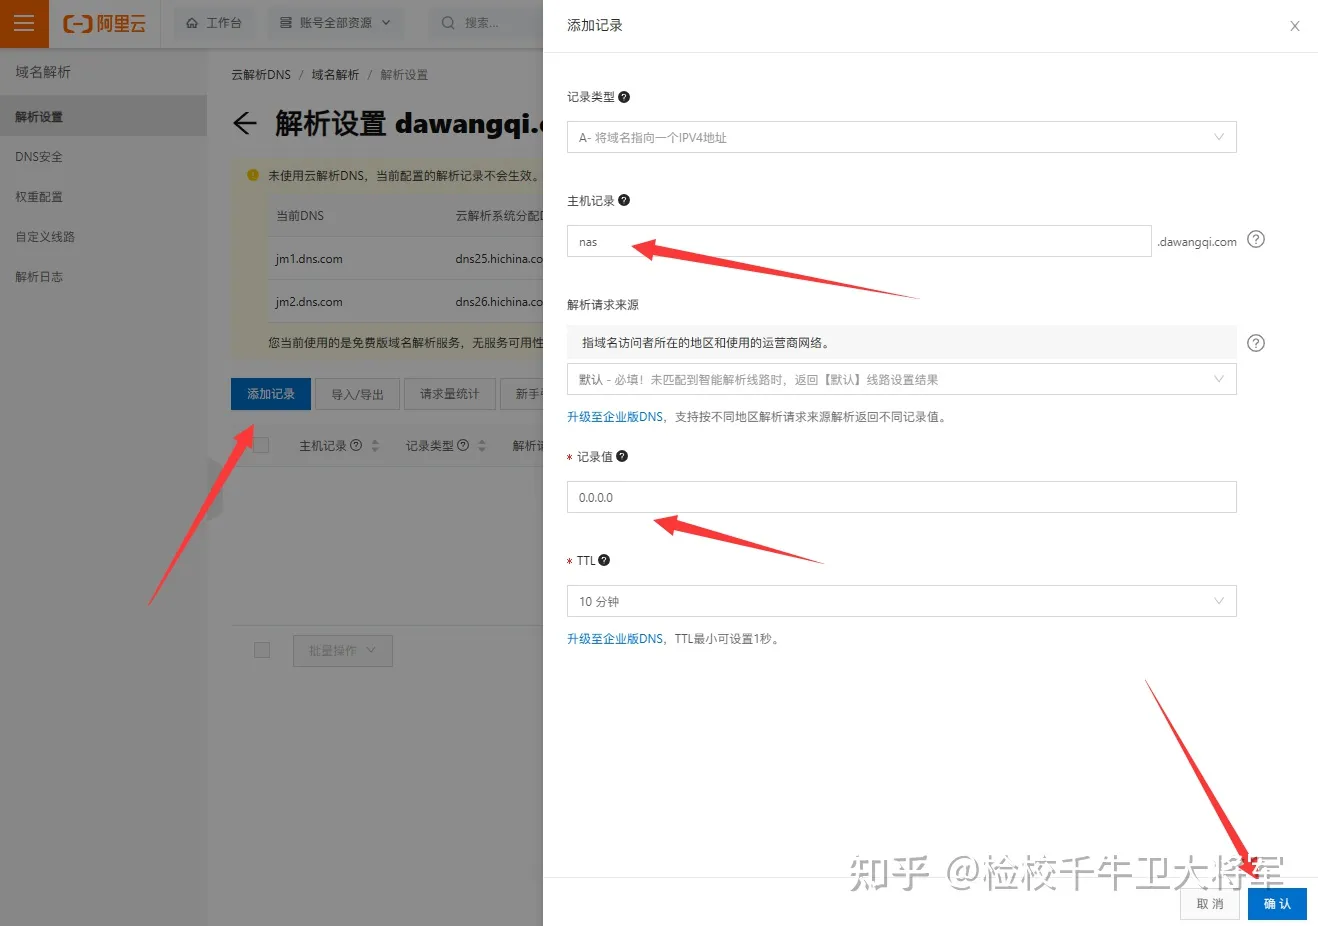 阿里云
工作台
账号全部资源
搜索...
域名解析
解析设置
DNS安全
权重配置
自定义线路
解析日志
云解析DNS / 域名解析 / 解析设置
解析设置 dawangqi.
未使用云解析DNS，当前配置的解析记录不会生效。
当前DNS 云解析系统分配
jm1.dns.com dns25.hichina.co
jm2.dns.com dns26.hichina.co
您当前使用的是免费版域名解析服务，无服务可用性
添加记录 导入/导出 请求量统计 新手
主机记录 记录类型 解析
批量操作
添加记录
记录类型
A- 将域名指向一个IPV4地址
主机记录
nas .dawangqi.com
解析请求来源
指域名访问者所在的地区和使用的运营商网络。
默认 - 必填！未匹配到智能解析线路时，返回【默认】线路设置结果
升级至企业版DNS，支持按不同地区解析请求来源解析返回不同记录值。
* 记录值
0.0.0.0
* TTL
10 分钟
升级至企业版DNS，TTL最小可设置1秒。
知乎 @检校千牛卫大将军
取 消 确 认